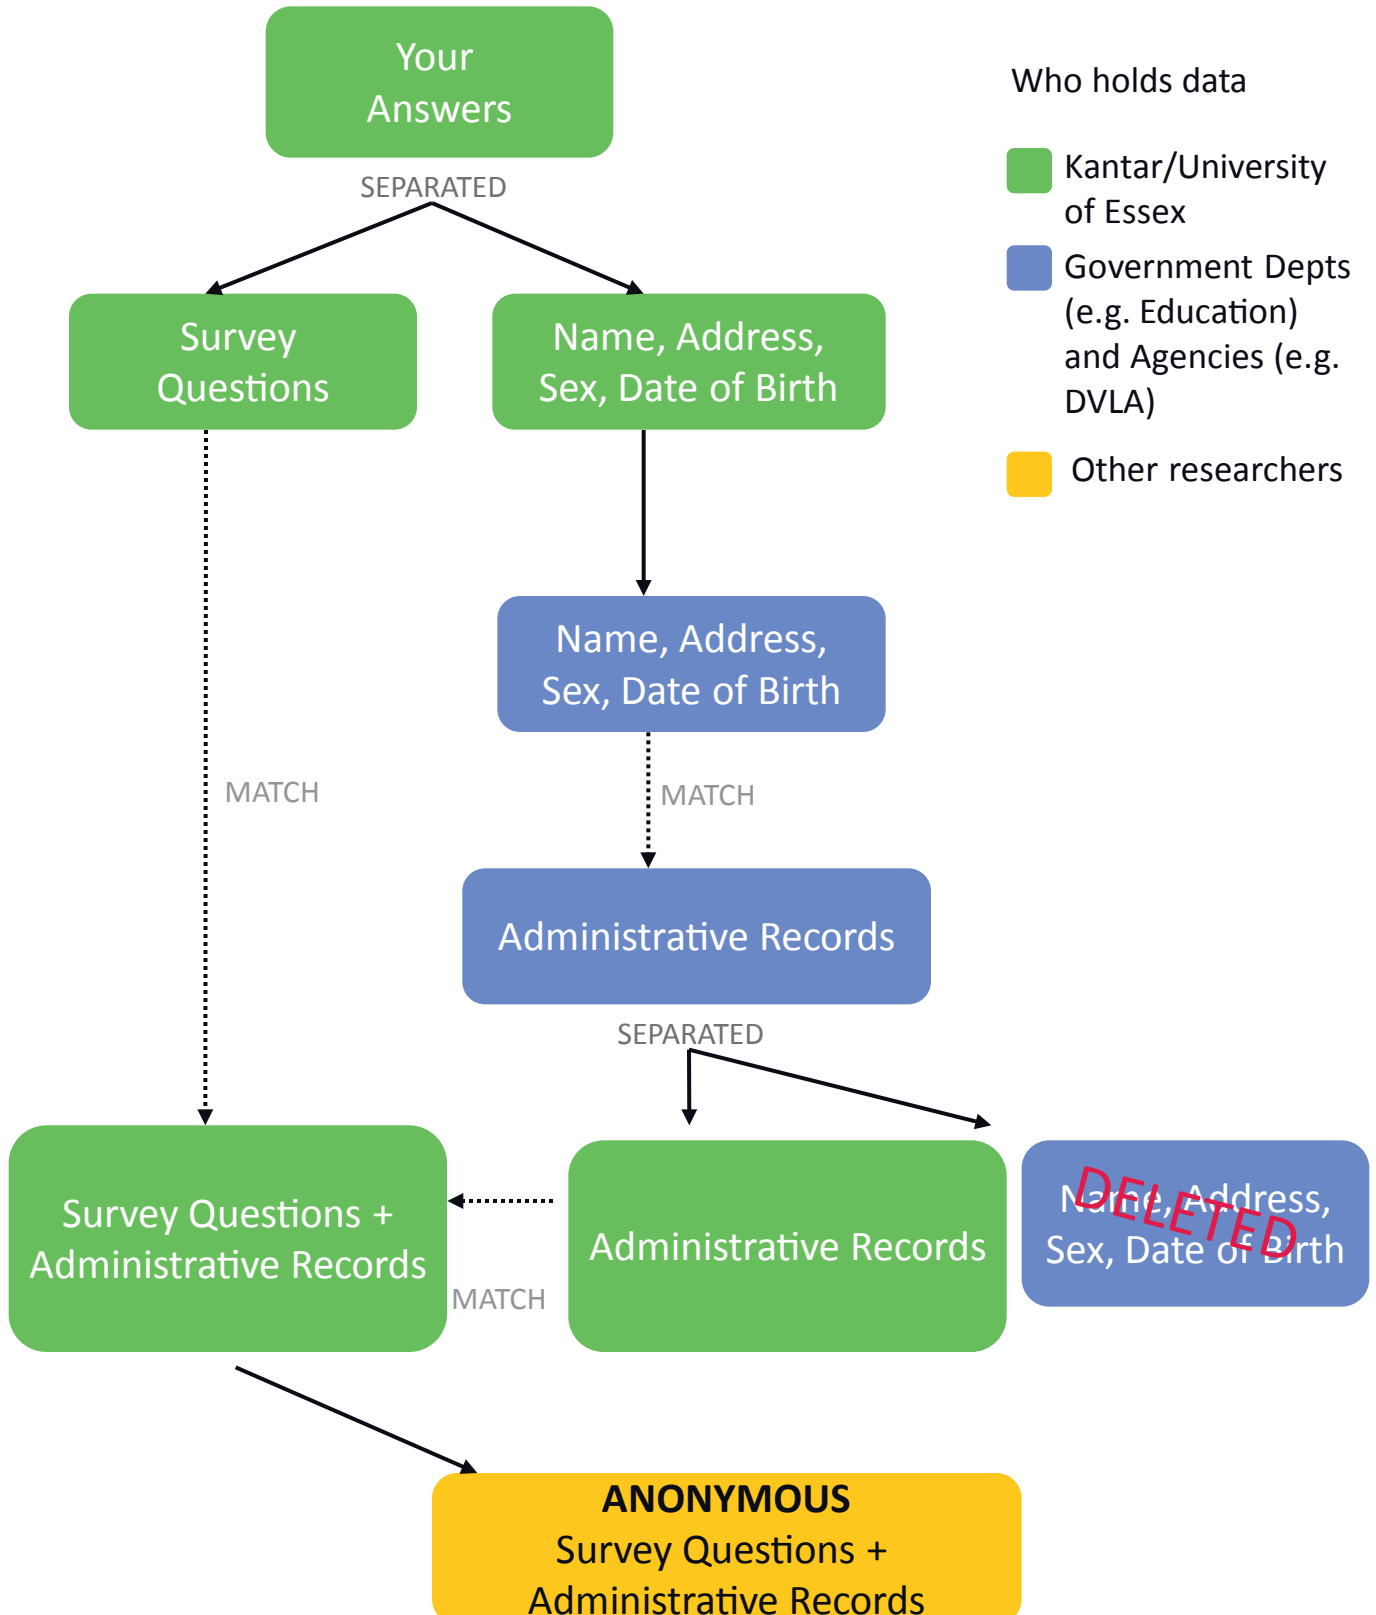 Your
Answers
Who holds data
Kantar/University
of Essex
Government Depts
(e.g. Education)
and Agencies (e.g.
DVLA)
Other researchers
SEPARATED
Survey
Questions
Name, Address,
Sex, Date of Birth
Name, Address,
Sex, Date of Birth
MATCH
MATCH
Administrative Records
SEPARATED
Survey Questions +
Administrative Records
MATCH
Administrative Records
Name, Address,
Sex, Date of Birth
DELETED
ANONYMOUS
Survey Questions +
Administrative Records